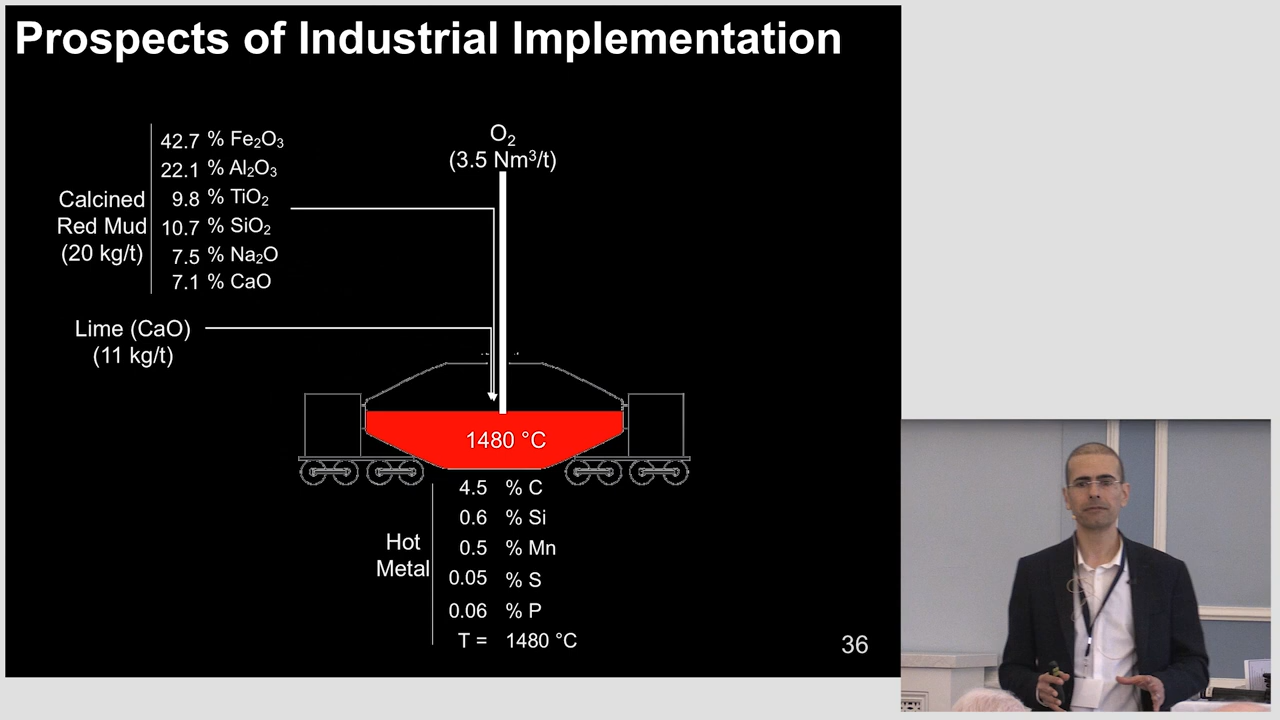 Prospects of Industrial Implementation
Calcined
Red Mud
(20 kg/t)
42.7 % Fe₂O₃
22.1 % Al₂O₃
9.8 % TiO₂
10.7 % SiO₂
7.5 % Na₂O
7.1 % CaO
O₂
(3.5 Nm³/t)
Lime (CaO)
(11 kg/t)
1480 °C
Hot
Metal
4.5 % C
0.6 % Si
0.5 % Mn
0.05 % S
0.06 % P
T = 1480 °C
36